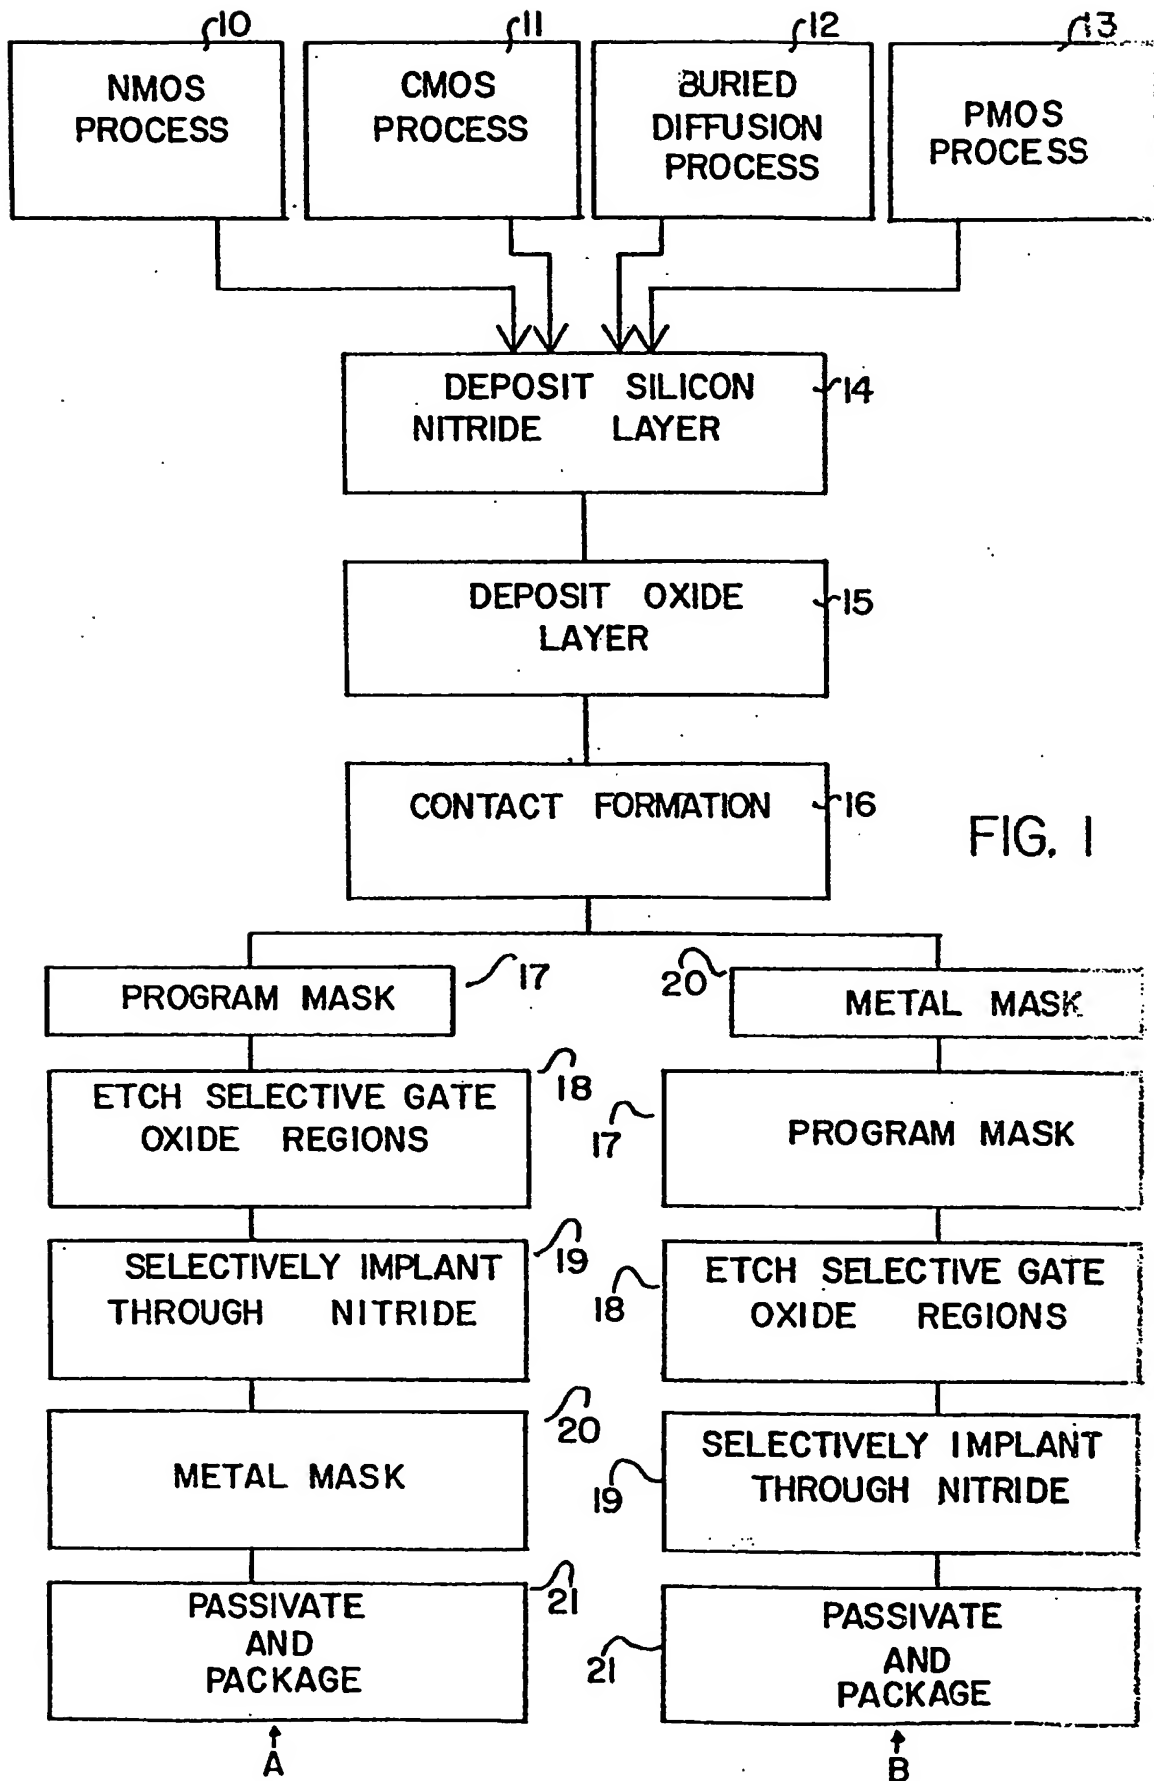 10
11
12
13
NMOS
PROCESS
CMOS
PROCESS
BURIED
DIFFUSION
PROCESS
PMOS
PROCESS
DEPOSIT SILICON
NITRIDE LAYER
14
DEPOSIT OXIDE
LAYER
15
CONTACT FORMATION
16
FIG. 1
PROGRAM MASK
17
ETCH SELECTIVE GATE
OXIDE REGIONS
18
SELECTIVELY IMPLANT
THROUGH NITRIDE
19
METAL MASK
20
PASSIVATE
AND
PACKAGE
21
A
20
METAL MASK
17
PROGRAM MASK
18
ETCH SELECTIVE GATE
OXIDE REGIONS
19
SELECTIVELY IMPLANT
THROUGH NITRIDE
21
PASSIVATE
AND
PACKAGE
B